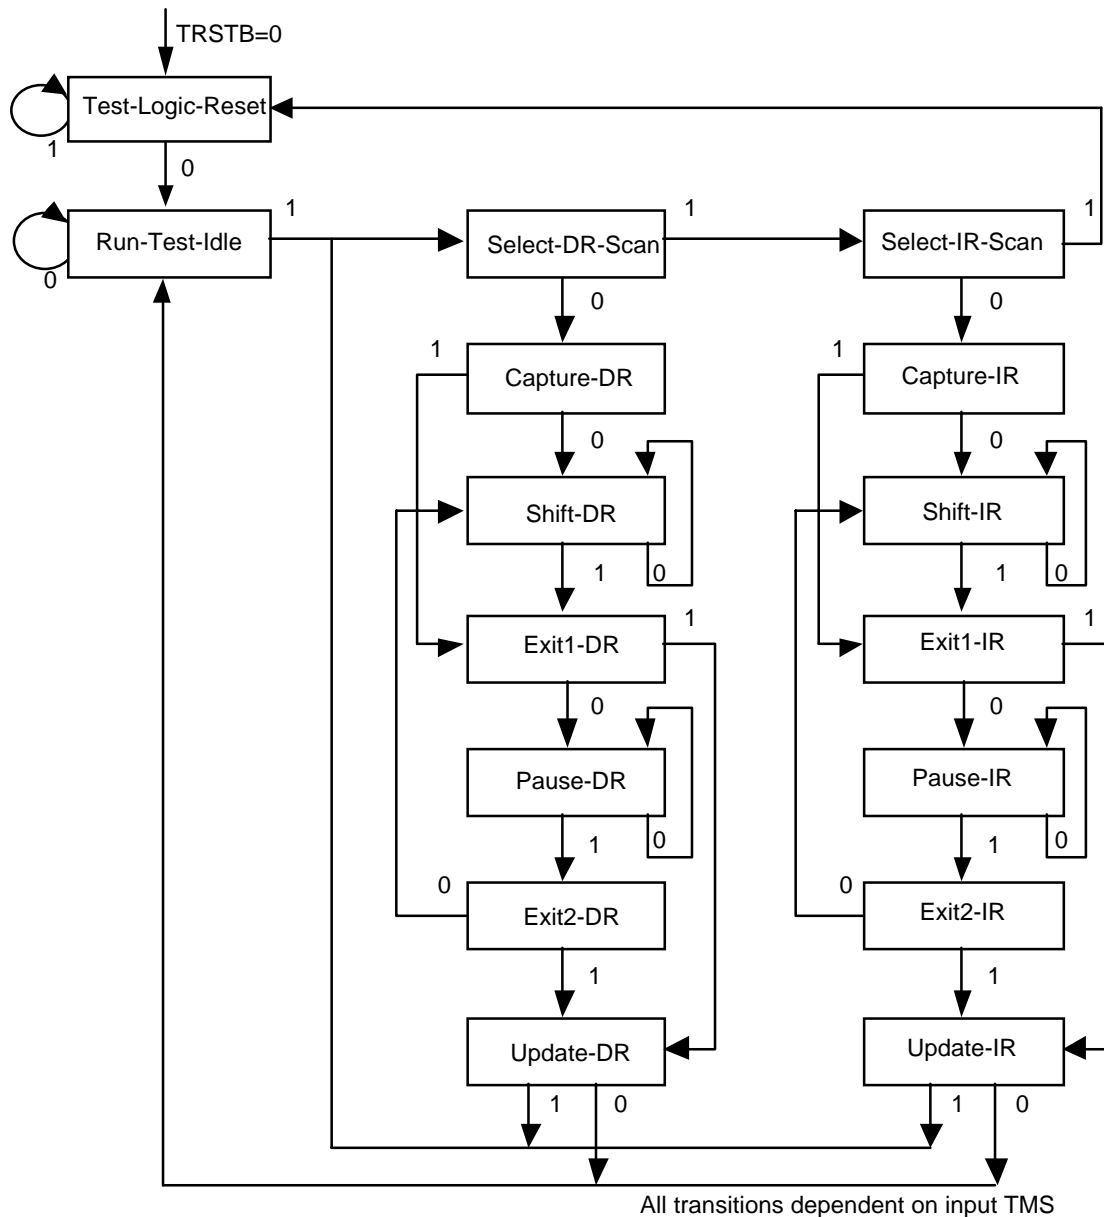 TRSTB=0
Test-Logic-Reset
1
0
1
1
1
Run-Test-Idle
Select-DR-Scan
Select-IR-Scan
0
0
0
1
1
Capture-DR
Capture-IR
0
0
Shift-DR
Shift-IR
1
0
1
0
1
1
Exit1-DR
Exit1-IR
0
0
Pause-DR
Pause-IR
1
0
1
0
0
0
Exit2-DR
Exit2-IR
1
1
Update-DR
Update-IR
1
0
1
0
All transitions dependent on input TMS